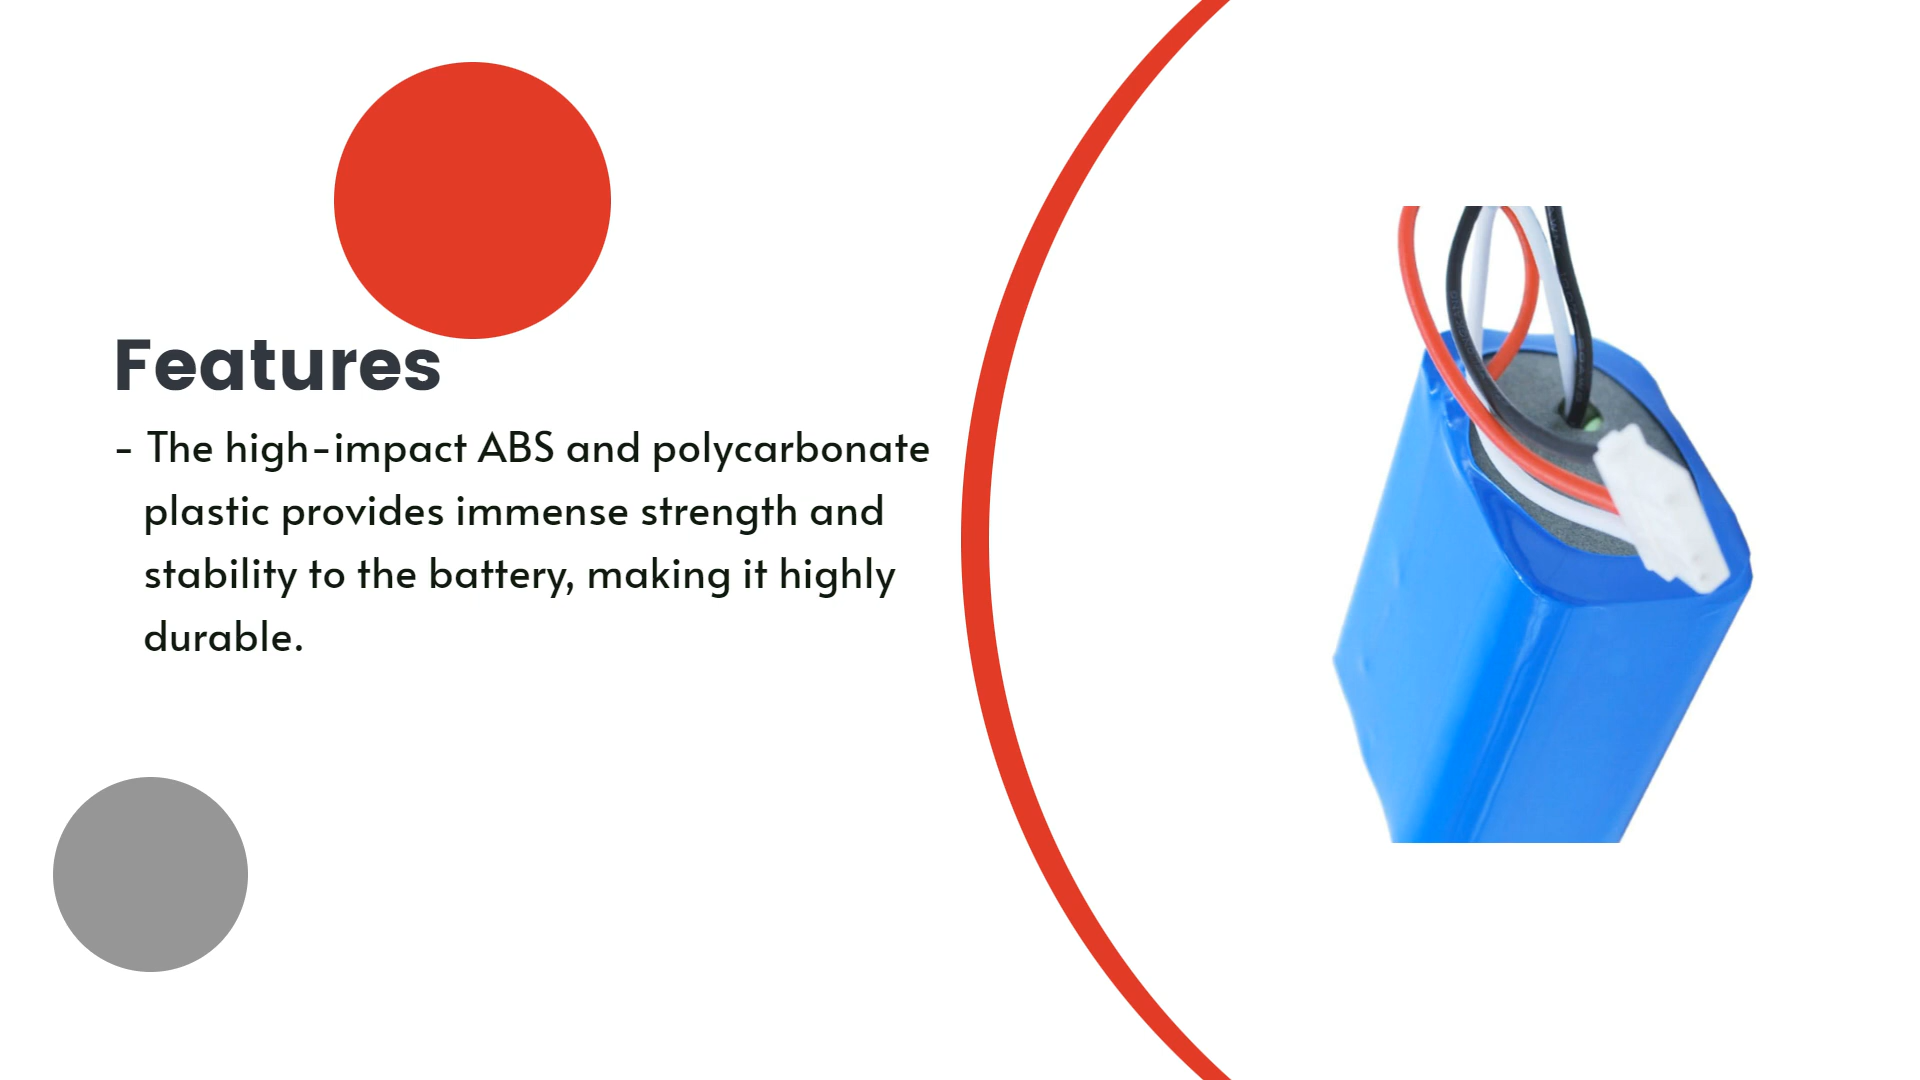 Features
- The high-impact ABS and polycarbonate
plastic provides immense strength and
stability to the battery, making it highly
durable.